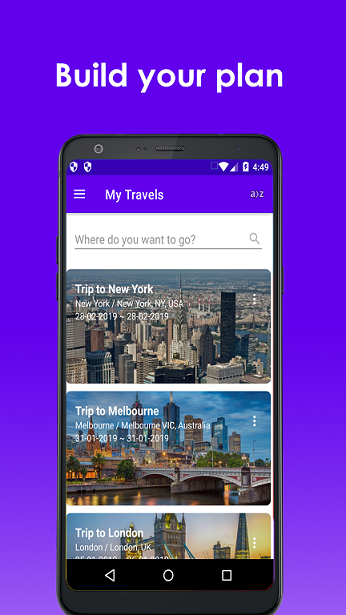 Build your plan
4:49
My Travels
a>z
Where do you want to go?
Trip to New York
New York / New York, NY, USA
28-02-2019 ~ 28-02-2019
Trip to Melbourne
Melbourne / Melbourne VIC, Australia
31-01-2019 ~ 31-01-2019
Trip to London
London / London, UK